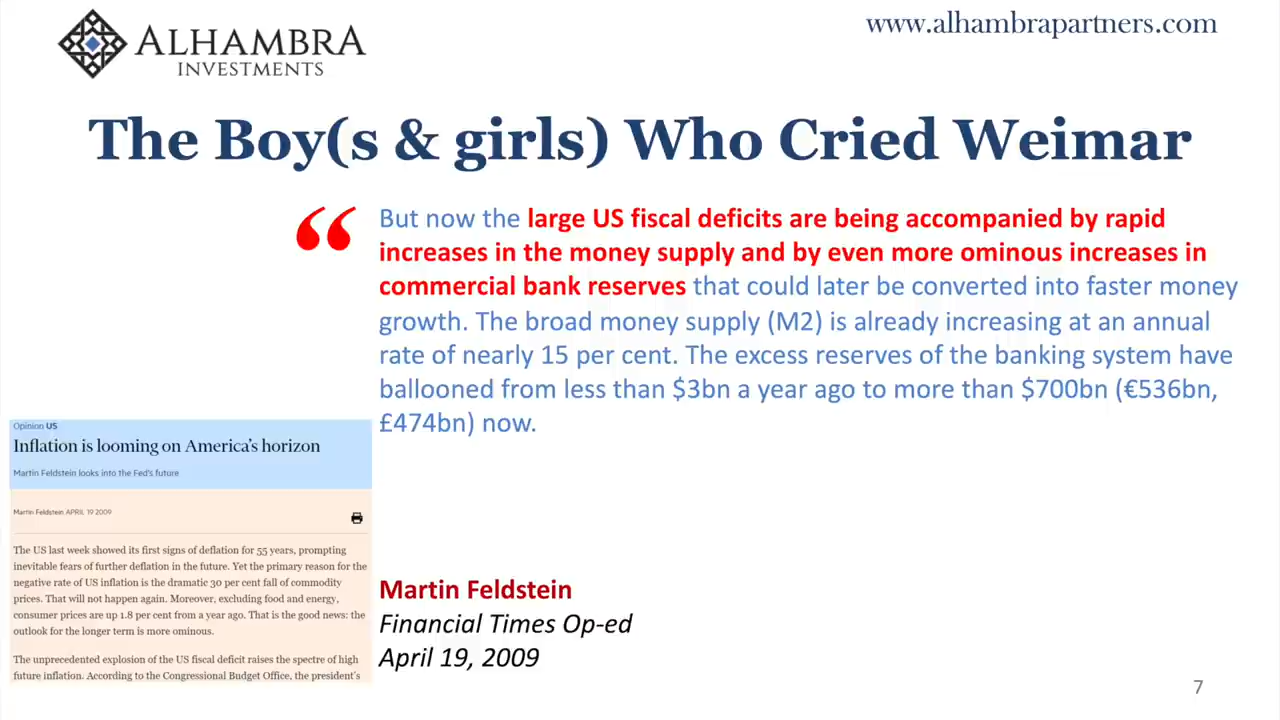 ALHAMBRA
INVESTMENTS
www.alhambrapartners.com
The Boy(s & girls) Who Cried Weimar
“ But now the large US fiscal deficits are being accompanied by rapid
increases in the money supply and by even more ominous increases in
commercial bank reserves that could later be converted into faster money
growth. The broad money supply (M2) is already increasing at an annual
rate of nearly 15 per cent. The excess reserves of the banking system have
ballooned from less than $3bn a year ago to more than $700bn (€536bn,
£474bn) now.
Opinion US
Inflation is looming on America's horizon
Martin Feldstein looks into the Fed's future
Martin Feldstein APRIL 19 2009
The US last week showed its first signs of deflation for 55 years, prompting
inevitable fears of further deflation in the future. Yet the primary reason for the
negative rate of US inflation is the dramatic 30 per cent fall of commodity
prices. That will not happen again. Moreover, excluding food and energy,
consumer prices are up 1.8 per cent from a year ago. That is the good news: the
outlook for the longer term is more ominous.
The unprecedented explosion of the US fiscal deficit raises the spectre of high
future inflation. According to the Congressional Budget Office, the president's
Martin Feldstein
Financial Times Op-ed
April 19, 2009
7